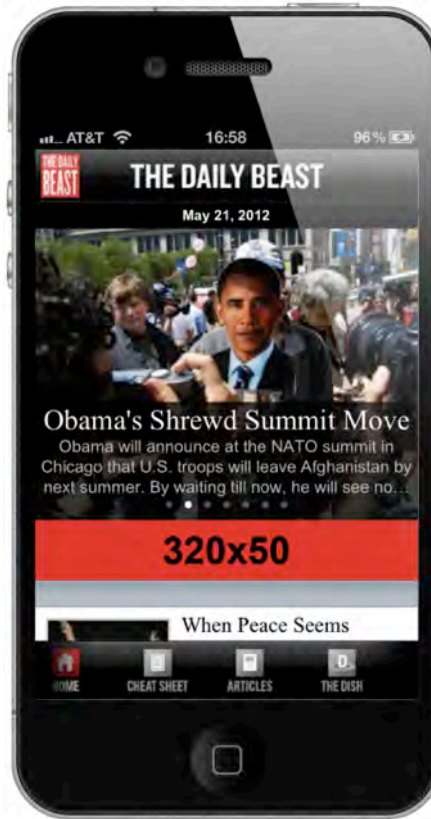 AT&T 16:58 96%
THE DAILY
BEAST
THE DAILY BEAST
May 21, 2012
Obama's Shrewd Summit Move
Obama will announce at the NATO summit in
Chicago that U.S. troops will leave Afghanistan by
next summer. By waiting till now, he will see no...
320x50
When Peace Seems
HOME CHEAT SHEET ARTICLES D. THE DISH